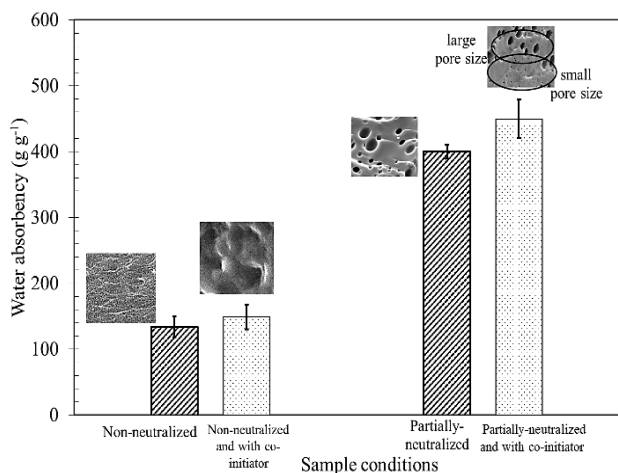 Water absorbency (g g⁻¹)
600
500
400
300
200
100
0
large
pore size
small
pore size
Non-neutralized
Non-neutralized
and with co-
initiator
Partially-
neutralized
Partially-neutralized
and with co-initiator
Sample conditions